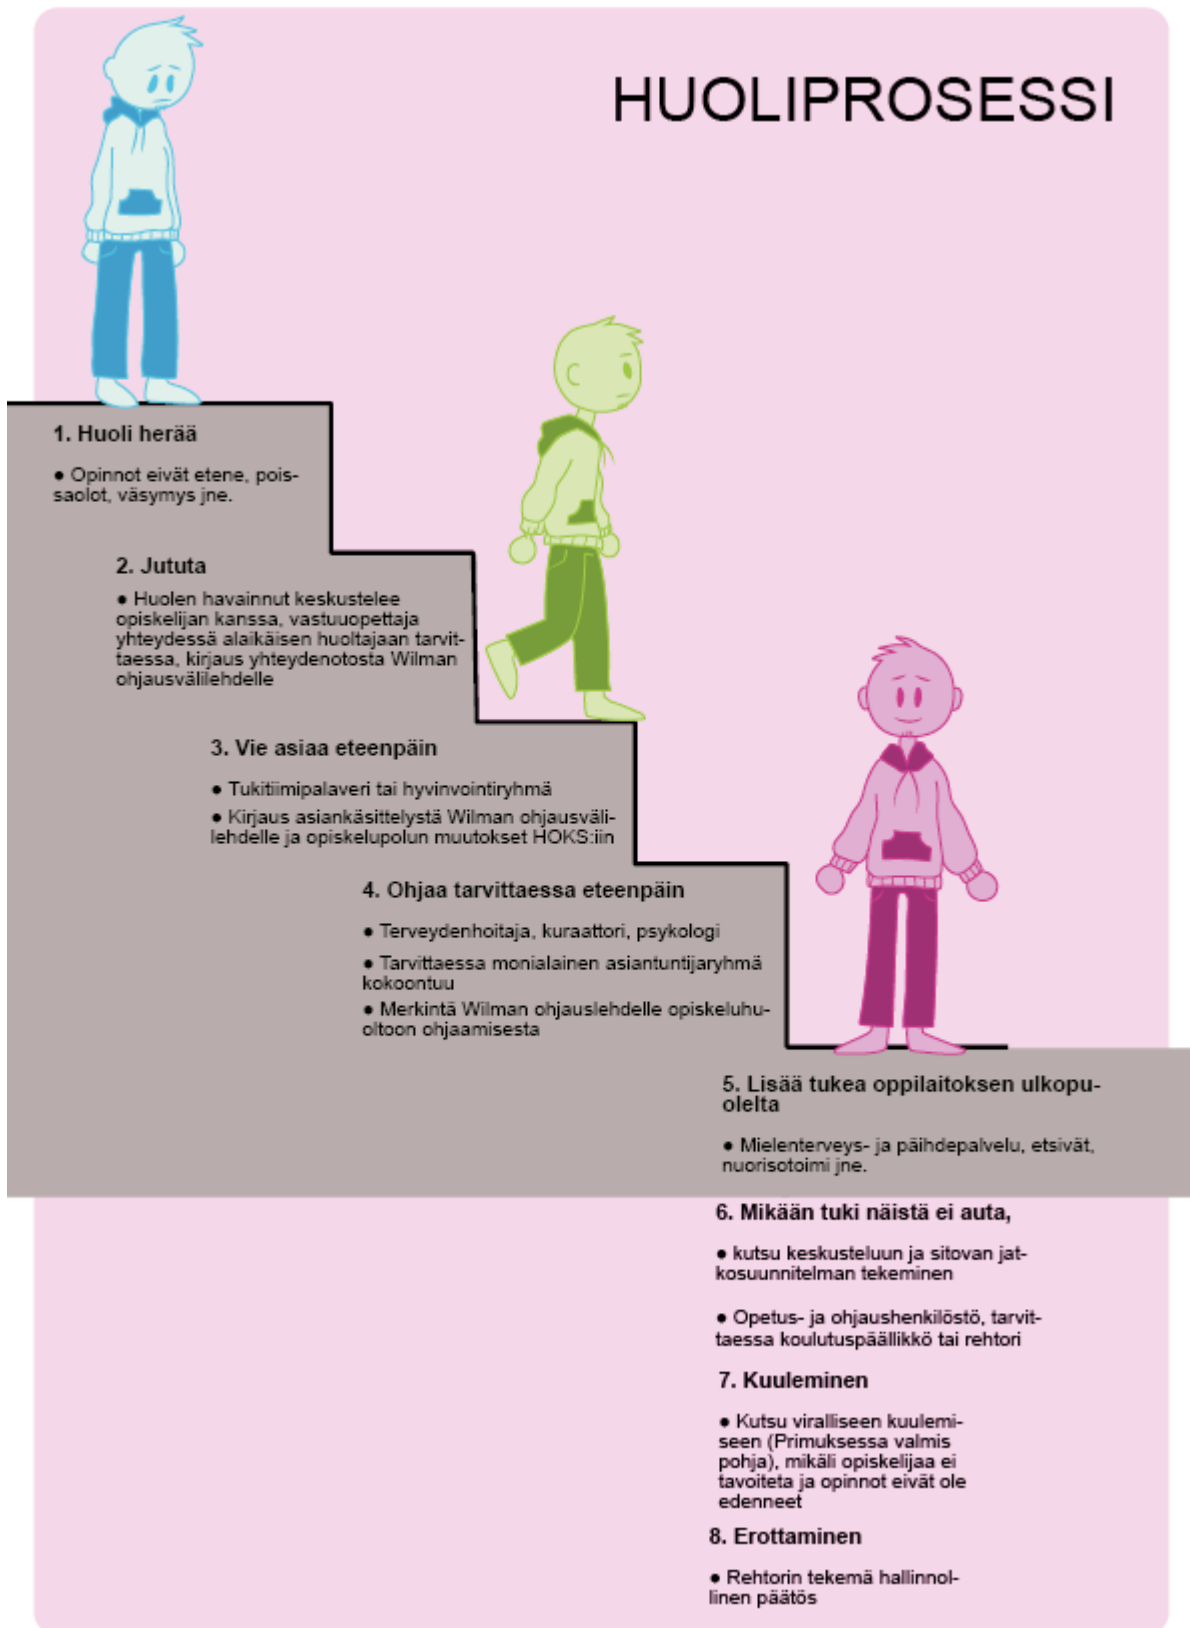 HUOLIPROSESSI
1. Huoli herää
● Opinnot eivät etene, pois-
saolot, väsymys jne.
2. Jututa
● Huolen havainnut keskustelee
opiskelijan kanssa, vastuuopettaja
yhteydessä alaikäisen huoltajaan tarvit-
taessa, kirjaus yhteydenotosta Wilman
ohjausvälilehdelle
3. Vie asiaa eteenpäin
● Tukitiimipalaveri tai hyvinvointiryhmä
● Kirjaus asiankäsittelystä Wilman ohjausväli-
lehdelle ja opiskelupolun muutokset HOKS:iin
4. Ohjaa tarvittaessa eteenpäin
● Terveydenhoitaja, kuraattori, psykologi
● Tarvittaessa monialainen asiantuntijaryhmä
kokoontuu
● Merkintä Wilman ohjauslehdelle opiskeluhu-
oltoon ohjaamisesta
5. Lisää tukea oppilaitoksen ulkopu-
olelta
● Mielenterveys- ja päihdepalvelu, etsivät,
nuorisotoimi jne.
6. Mikään tuki näistä ei auta,
● kutsu keskusteluun ja sitovan jat-
kosuunnitelman tekeminen
● Opetus- ja ohjaushenkilöstö, tarvit-
taessa koulutuspäällikkö tai rehtori
7. Kuuleminen
● Kutsu viralliseen kuulemi-
seen (Primuksessa valmis
pohja), mikäli opiskelijaa ei
tavoiteta ja opinnot eivät ole
edenneet
8. Erottaminen
● Rehtorin tekemä hallinnol-
linen päätös